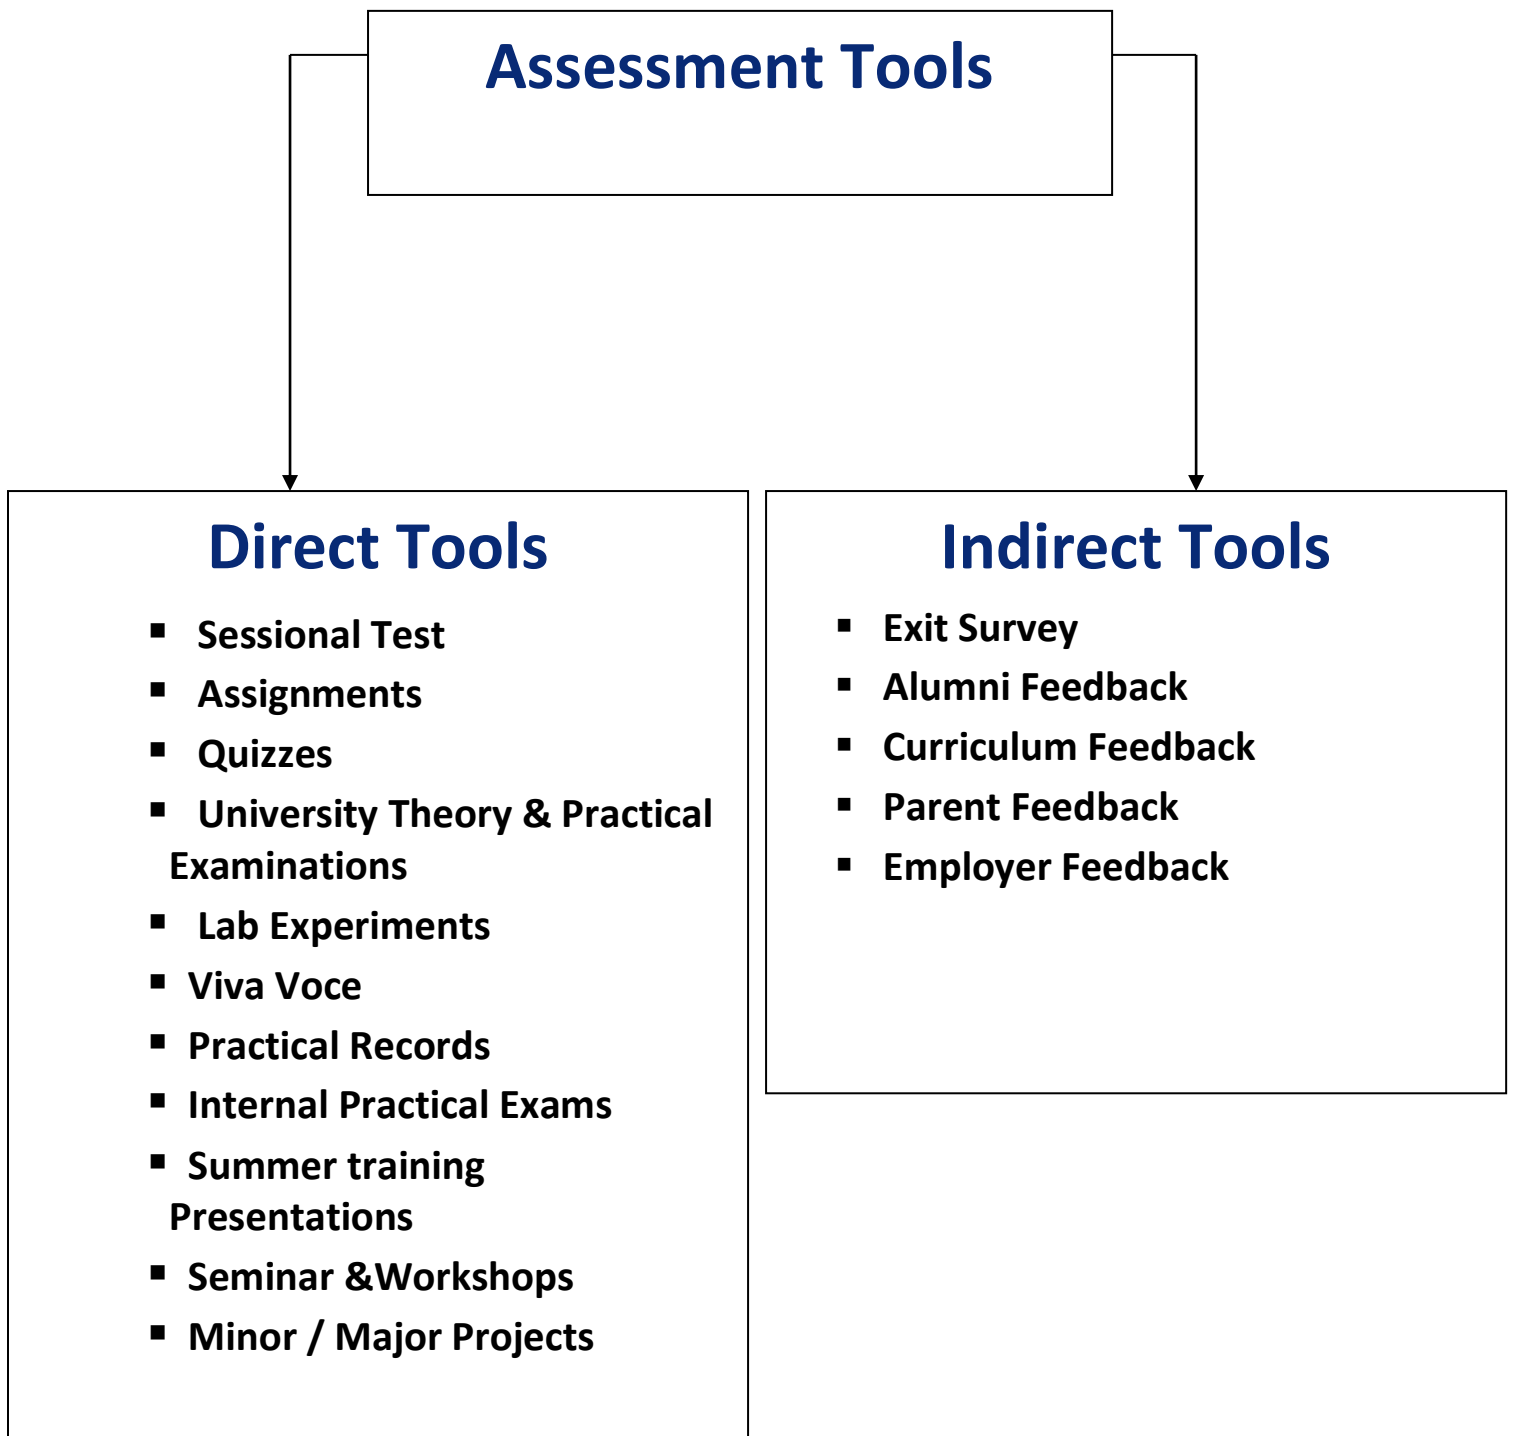 Assessment Tools
Direct Tools
▪ Sessional Test
▪ Assignments
▪ Quizzes
▪ University Theory & Practical
Examinations
▪ Lab Experiments
▪ Viva Voce
▪ Practical Records
▪ Internal Practical Exams
▪ Summer training
Presentations
▪ Seminar &Workshops
▪ Minor / Major Projects
Indirect Tools
▪ Exit Survey
▪ Alumni Feedback
▪ Curriculum Feedback
▪ Parent Feedback
▪ Employer Feedback